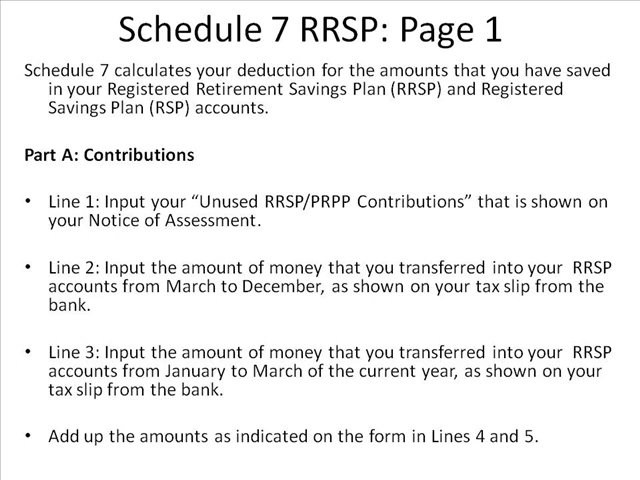 Schedule 7 RRSP: Page 1
Schedule 7 calculates your deduction for the amounts that you have saved
in your Registered Retirement Savings Plan (RRSP) and Registered
Savings Plan (RSP) accounts.
Part A: Contributions
• Line 1: Input your “Unused RRSP/PRPP Contributions” that is shown on
your Notice of Assessment.
• Line 2: Input the amount of money that you transferred into your RRSP
accounts from March to December, as shown on your tax slip from the
bank.
• Line 3: Input the amount of money that you transferred into your RRSP
accounts from January to March of the current year, as shown on your
tax slip from the bank.
• Add up the amounts as indicated on the form in Lines 4 and 5.